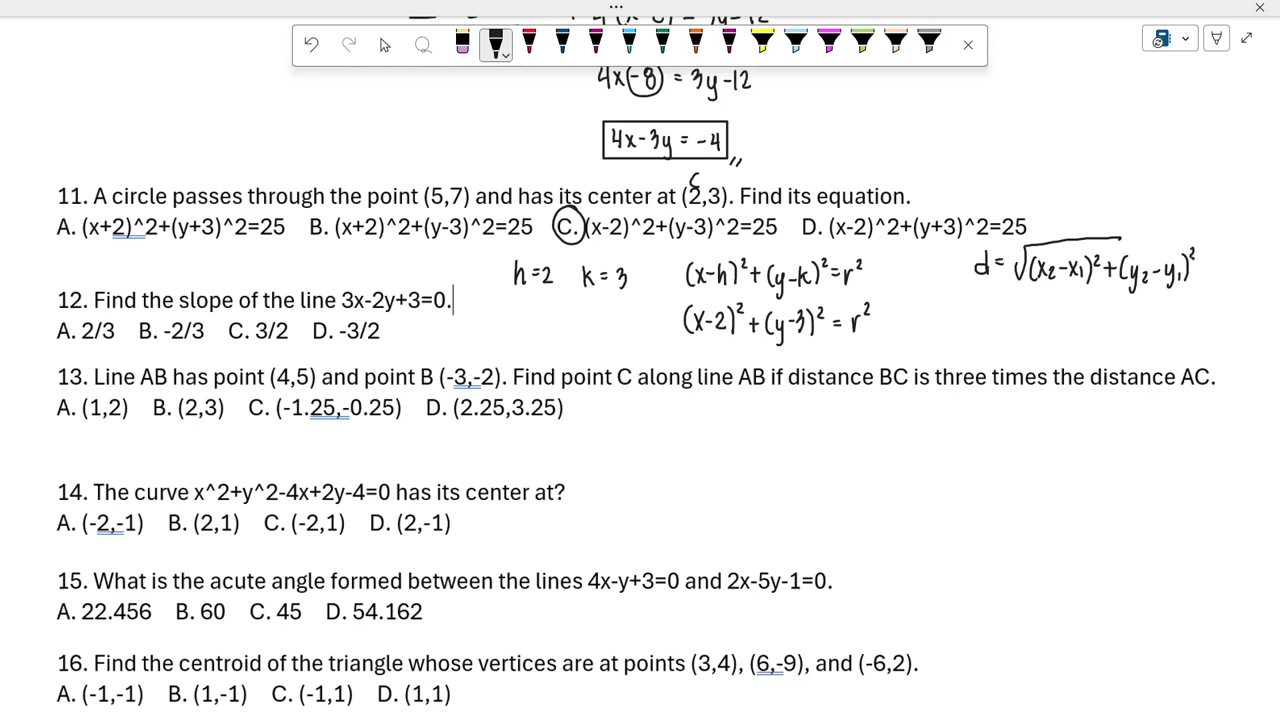 4x(-8) = 3y-12
4x-3y = -4
11. A circle passes through the point (5,7) and has its center at (2,3). Find its equation.
c
A. (x+2)^2+(y+3)^2=25 B. (x+2)^2+(y-3)^2=25 C. (x-2)^2+(y-3)^2=25 D. (x-2)^2+(y+3)^2=25
h=2 k=3 (x-h)²+(y-k)²=r² d=√(x₂-x₁)²+(y₂-y₁)²
12. Find the slope of the line 3x-2y+3=0.
(x-2)²+(y-3)²=r²
A. 2/3 B. -2/3 C. 3/2 D. -3/2
13. Line AB has point (4,5) and point B (-3,-2). Find point C along line AB if distance BC is three times the distance AC.
A. (1,2) B. (2,3) C. (-1.25,-0.25) D. (2.25,3.25)
14. The curve x^2+y^2-4x+2y-4=0 has its center at?
A. (-2,-1) B. (2,1) C. (-2,1) D. (2,-1)
15. What is the acute angle formed between the lines 4x-y+3=0 and 2x-5y-1=0.
A. 22.456 B. 60 C. 45 D. 54.162
16. Find the centroid of the triangle whose vertices are at points (3,4), (6,-9), and (-6,2).
A. (-1,-1) B. (1,-1) C. (-1,1) D. (1,1)